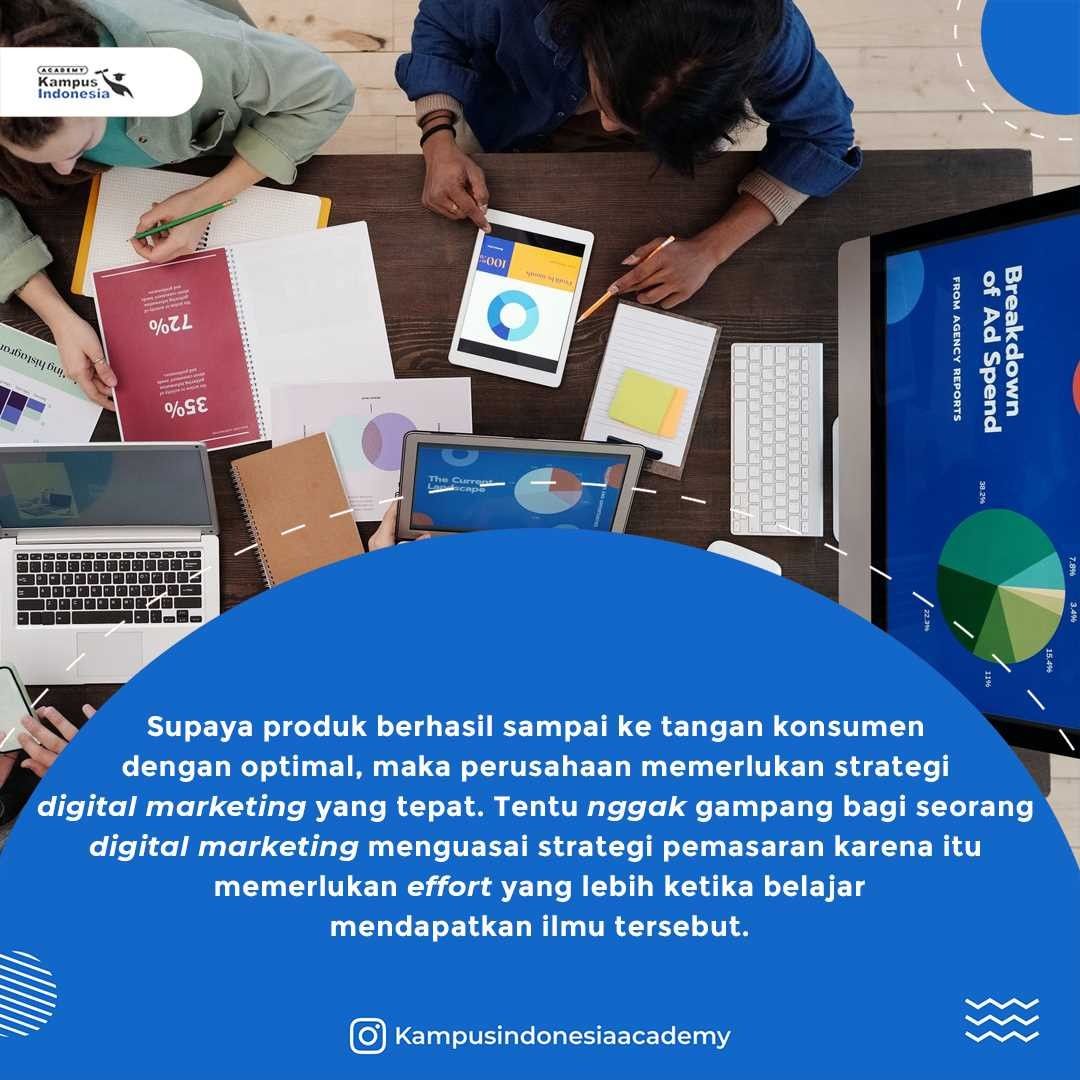 ACADEMY
Kampus
Indonesia
72%
35%
100%
The Current
Landscape
Breakdown
of Ad Spend
FROM AGENCY REPORTS
38.2%
7.8%
3.4%
15.4%
11%
22.3%
Supaya produk berhasil sampai ke tangan konsumen
dengan optimal, maka perusahaan memerlukan strategi
digital marketing yang tepat. Tentu nggak gampang bagi seorang
digital marketing menguasai strategi pemasaran karena itu
memerlukan effort yang lebih ketika belajar
mendapatkan ilmu tersebut.
Kampusindonesiaacademy